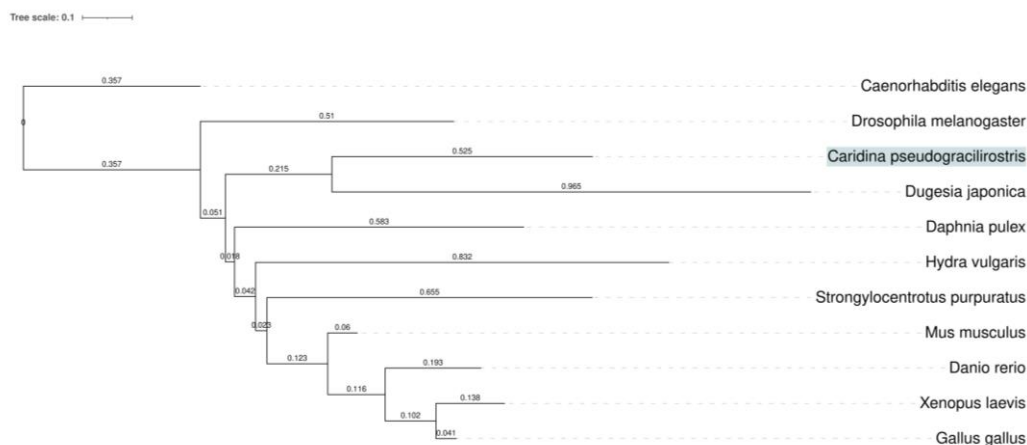 Tree scale: 0.1
0.357
Caenorhabditis elegans
0
0.51
Drosophila melanogaster
0.357
0.525
Caridina pseudogracilirostris
0.215
0.965
Dugesia japonica
0.051
0.583
Daphnia pulex
0.018
0.832
Hydra vulgaris
0.042
0.655
Strongylocentrotus purpuratus
0.023
0.06
Mus musculus
0.123
0.193
Danio rerio
0.116
0.138
Xenopus laevis
0.102
0.041
Gallus gallus